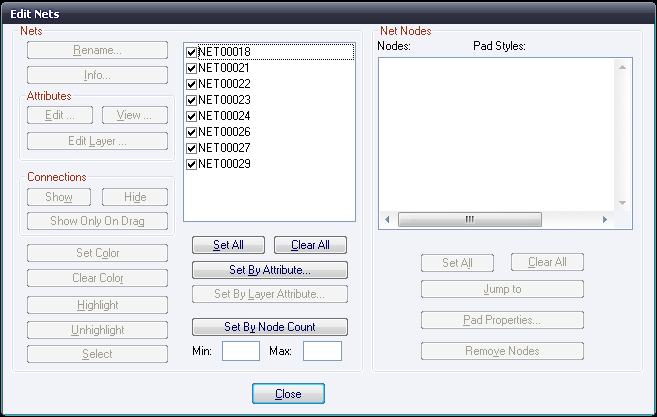 Edit Nets
Nets
Rename...
Info...
Attributes
Edit ... View ...
Edit Layer ...
Connections
Show Hide
Show Only On Drag
Set Color
Clear Color
Highlight
Unhighlight
Select
NET00018
NET00021
NET00022
NET00023
NET00024
NET00026
NET00027
NET00029
Set All Clear All
Set By Attribute...
Set By Layer Attribute...
Set By Node Count
Min: Max:
Net Nodes
Nodes: Pad Styles:
Set All Clear All
Jump to
Pad Properties...
Remove Nodes
Close